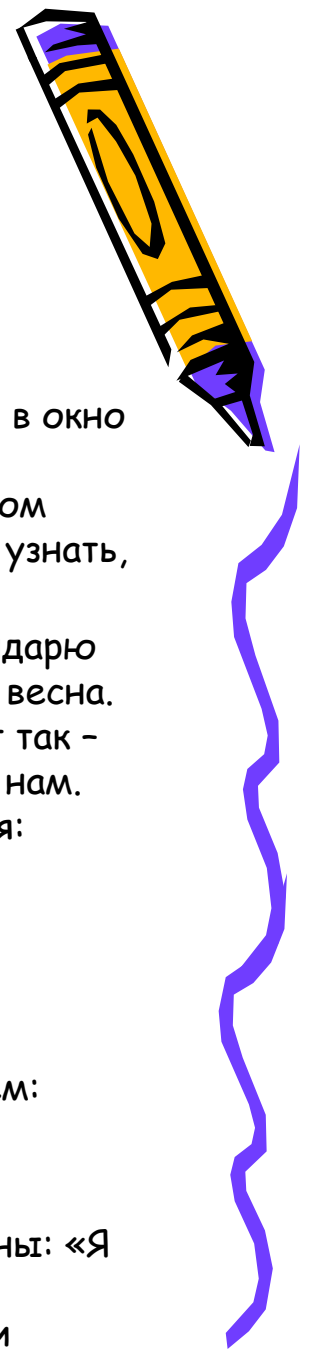 в окно
ом
узнать,
дарю
весна.
т так –
нам.
я:
м:
ны: «Я
и